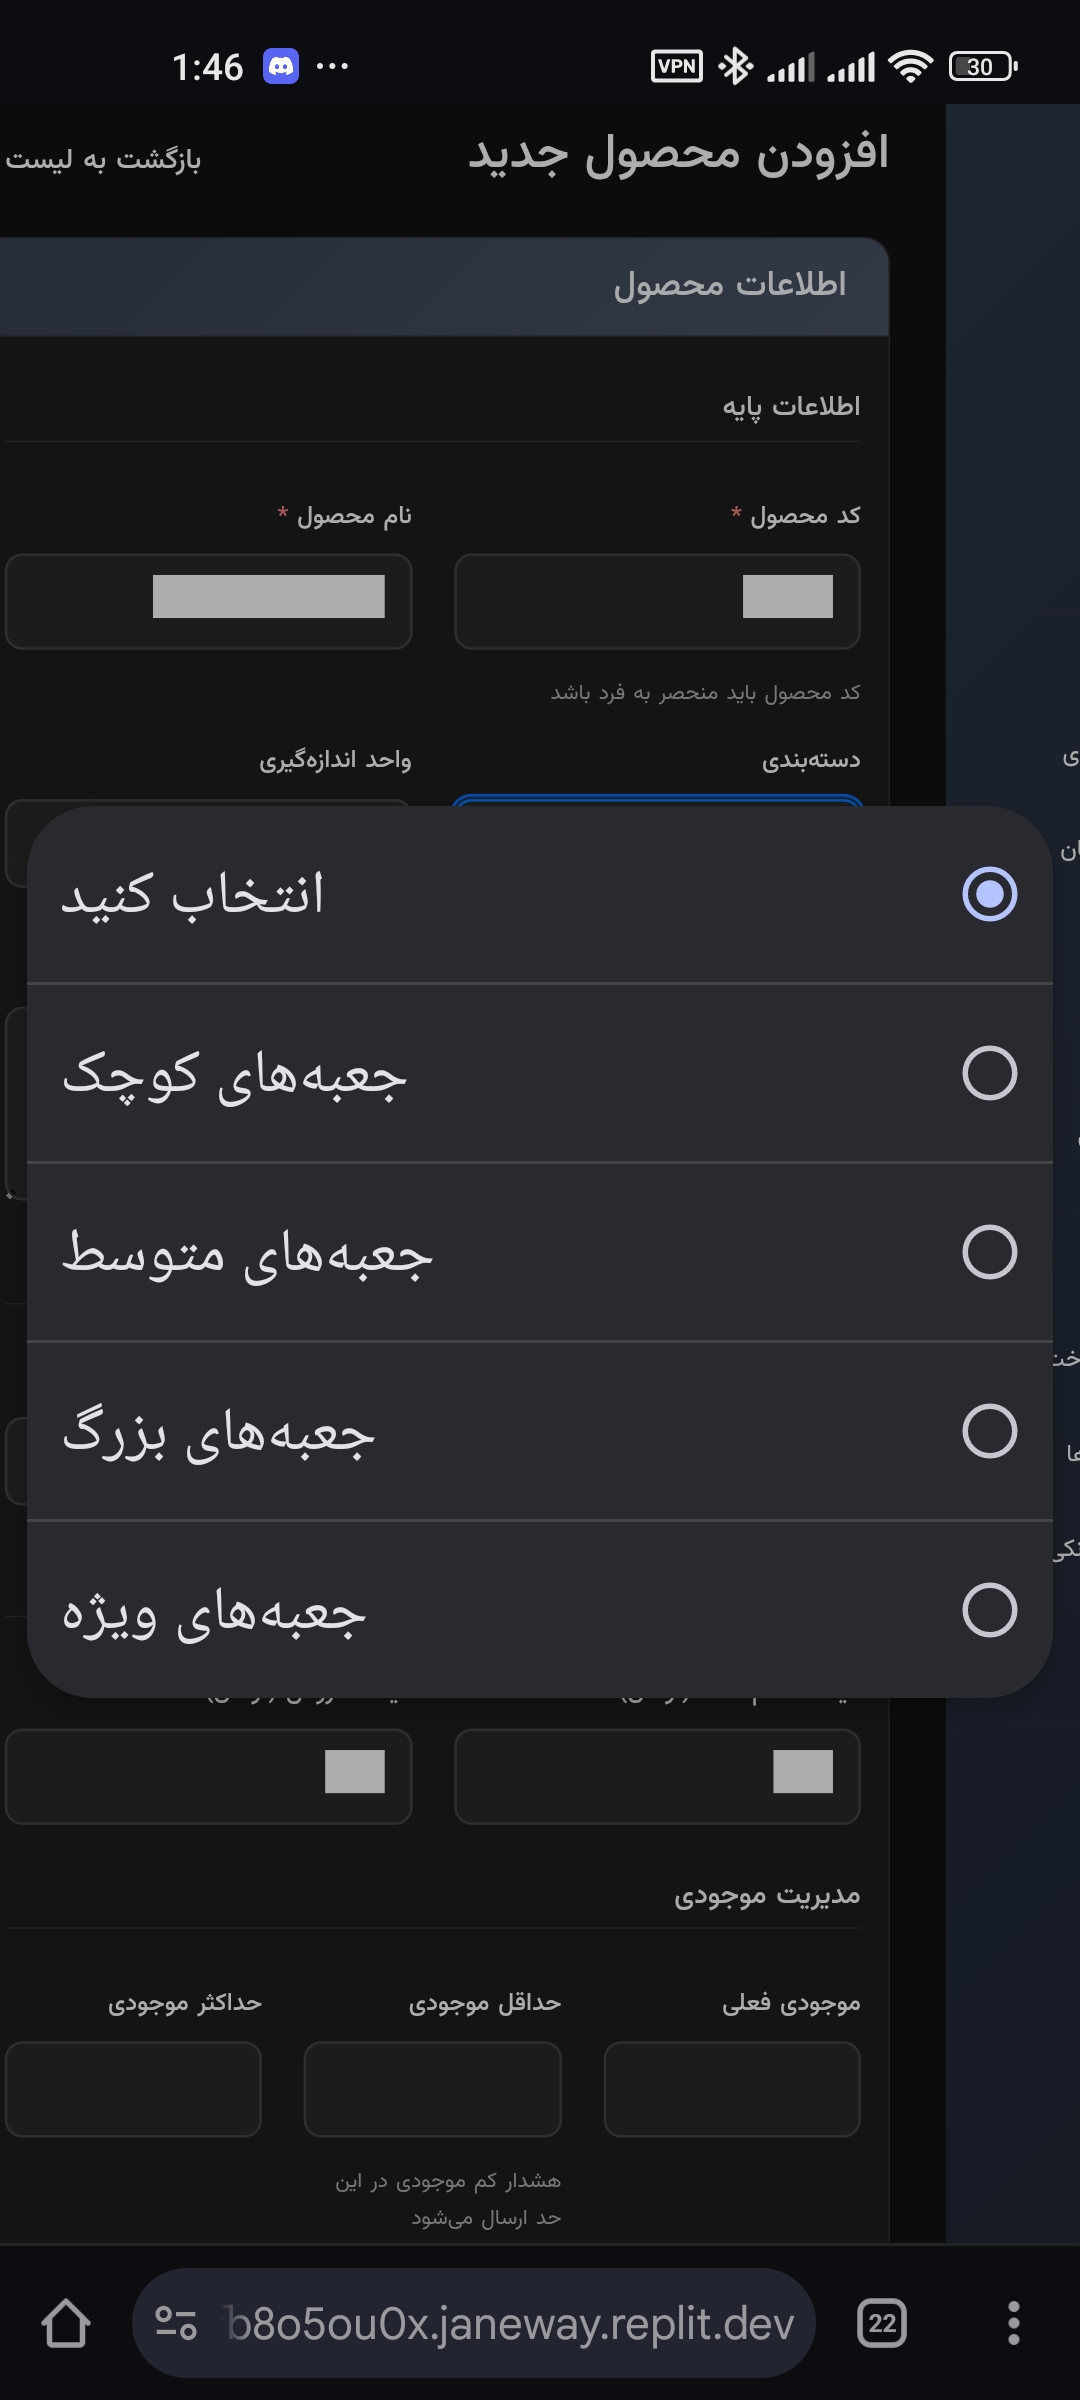 1:46
VPN
30
افزودن محصول جدید
بازگشت به لیست
اطلاعات محصول
اطلاعات پایه
کد محصول *
نام محصول *
کد محصول باید منحصر به فرد باشد
دسته‌بندی
واحد اندازه‌گیری
انتخاب کنید
جعبه‌های کوچک
جعبه‌های متوسط
جعبه‌های بزرگ
جعبه‌های ویژه
مدیریت موجودی
موجودی فعلی
حداقل موجودی
حداکثر موجودی
هشدار کم موجودی در این
حد ارسال می‌شود
b8o5ou0x.janeway.replit.dev
22